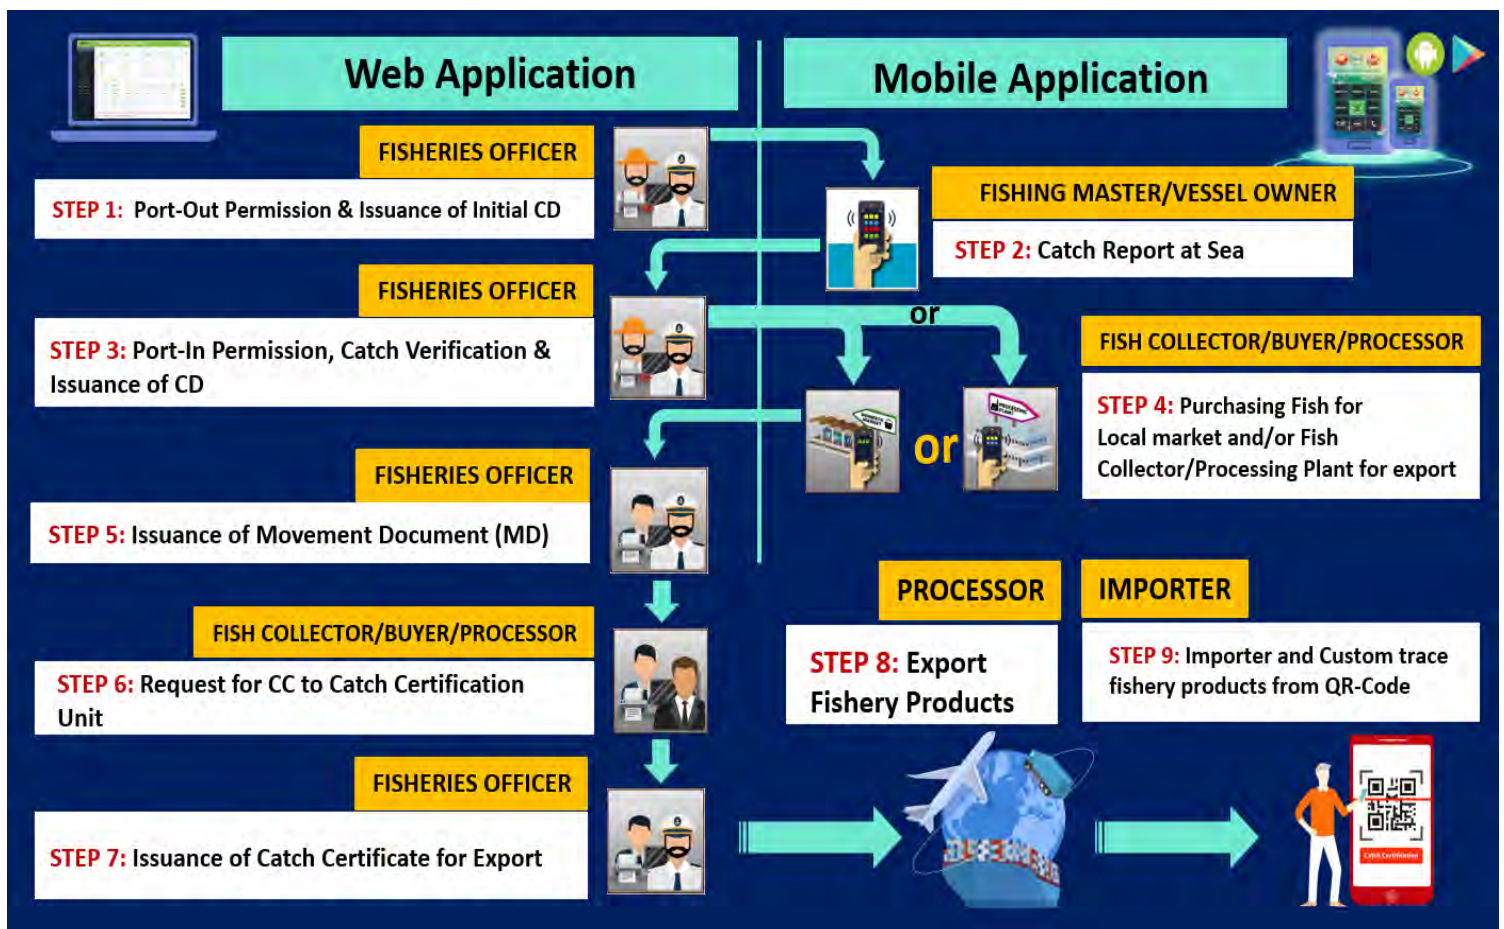 Web Application
Mobile Application
FISHERIES OFFICER
STEP 1: Port-Out Permission & Issuance of Initial CD
FISHING MASTER/VESSEL OWNER
STEP 2: Catch Report at Sea
FISHERIES OFFICER
STEP 3: Port-In Permission, Catch Verification &
Issuance of CD
or
FISH COLLECTOR/BUYER/PROCESSOR
STEP 4: Purchasing Fish for
Local market and/or Fish
Collector/Processing Plant for export
PROCESSING
PLANT
or
FISHERIES OFFICER
STEP 5: Issuance of Movement Document (MD)
FISH COLLECTOR/BUYER/PROCESSOR
STEP 6: Request for CC to Catch Certification
Unit
FISHERIES OFFICER
STEP 7: Issuance of Catch Certificate for Export
PROCESSOR
STEP 8: Export
Fishery Products
IMPORTER
STEP 9: Importer and Custom trace
fishery products from QR-Code
Catch Certification